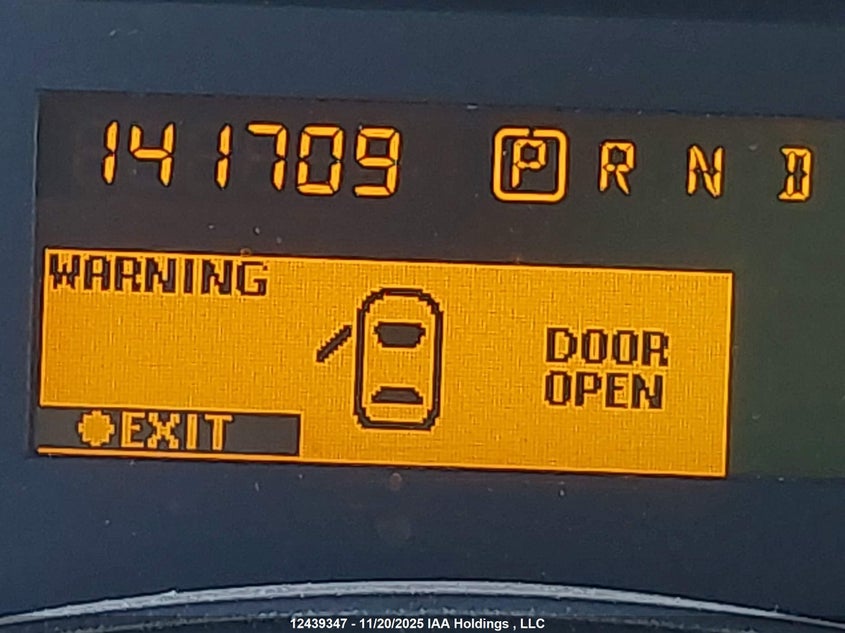 141709 P R N D
WARNING
DOOR
OPEN
EXIT
12439347 - 11/20/2025 IAA Holdings , LLC